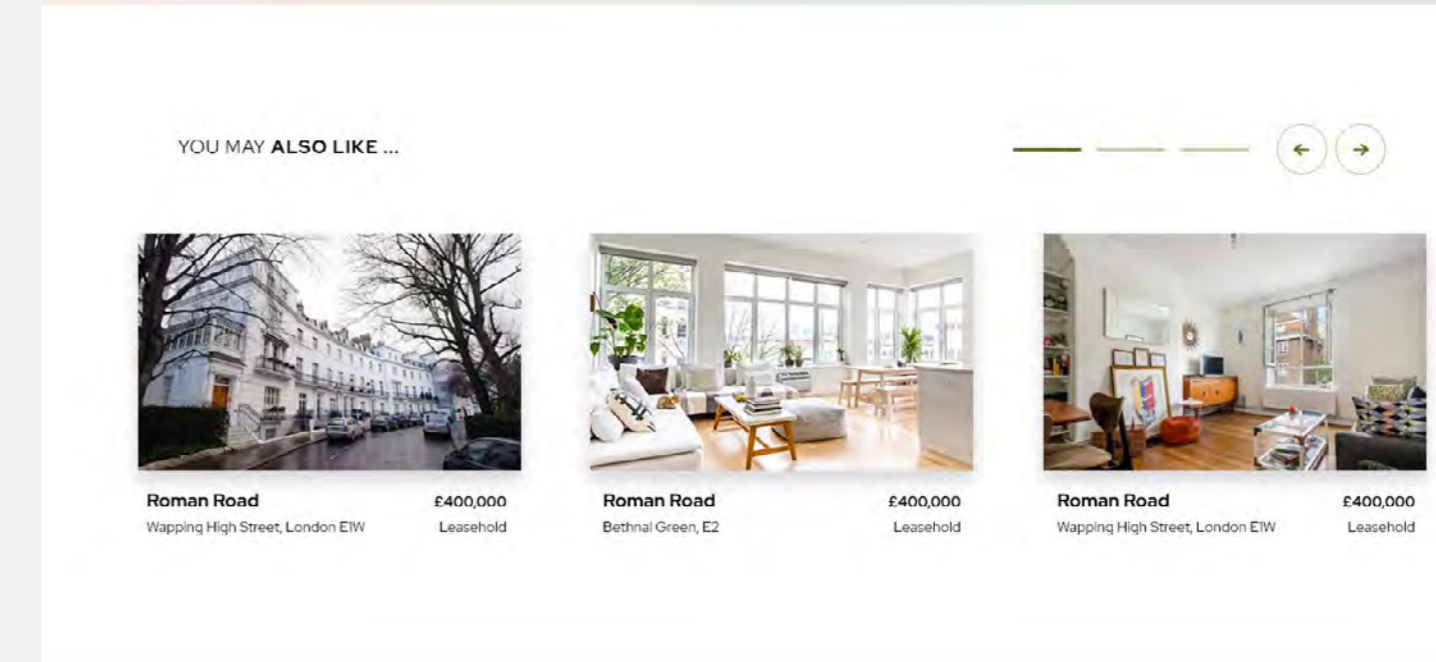 YOU MAY ALSO LIKE ...
Roman Road
£400,000
Wapping High Street, London E1W
Leasehold
Roman Road
£400,000
Bethnal Green, E2
Leasehold
Roman Road
£400,000
Wapping High Street, London E1W
Leasehold